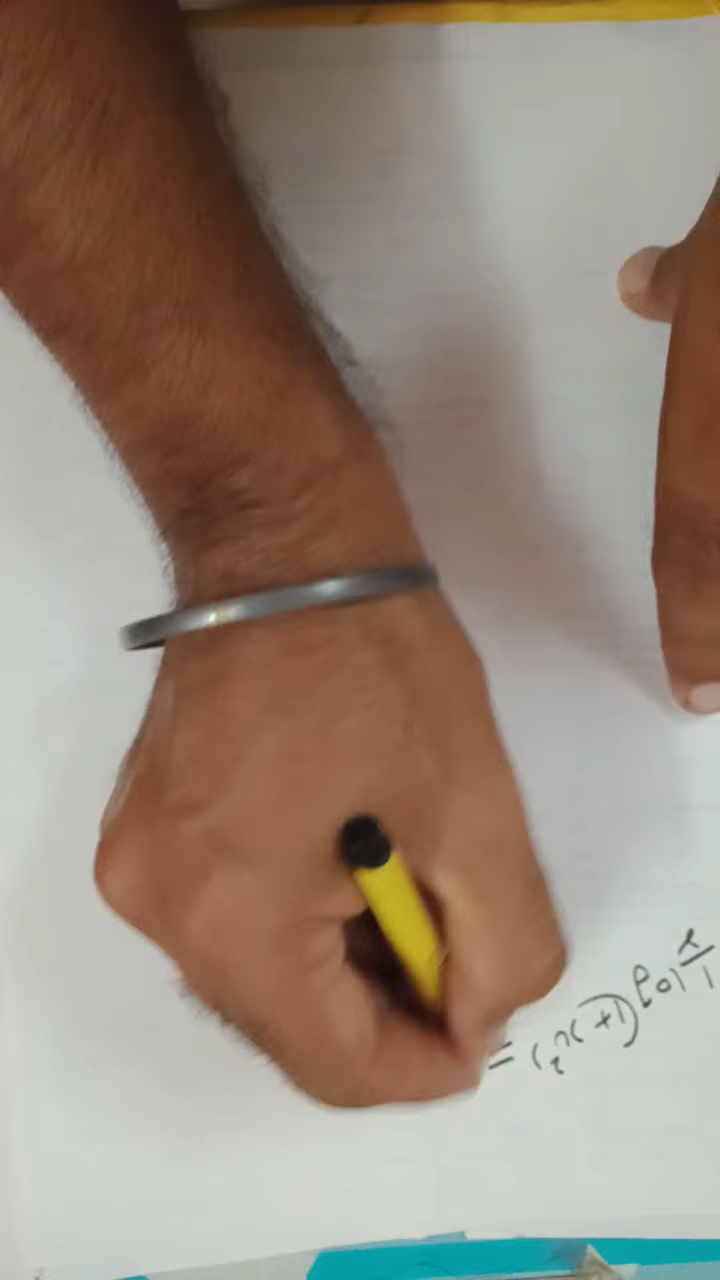 1/2 log(1+x²) =